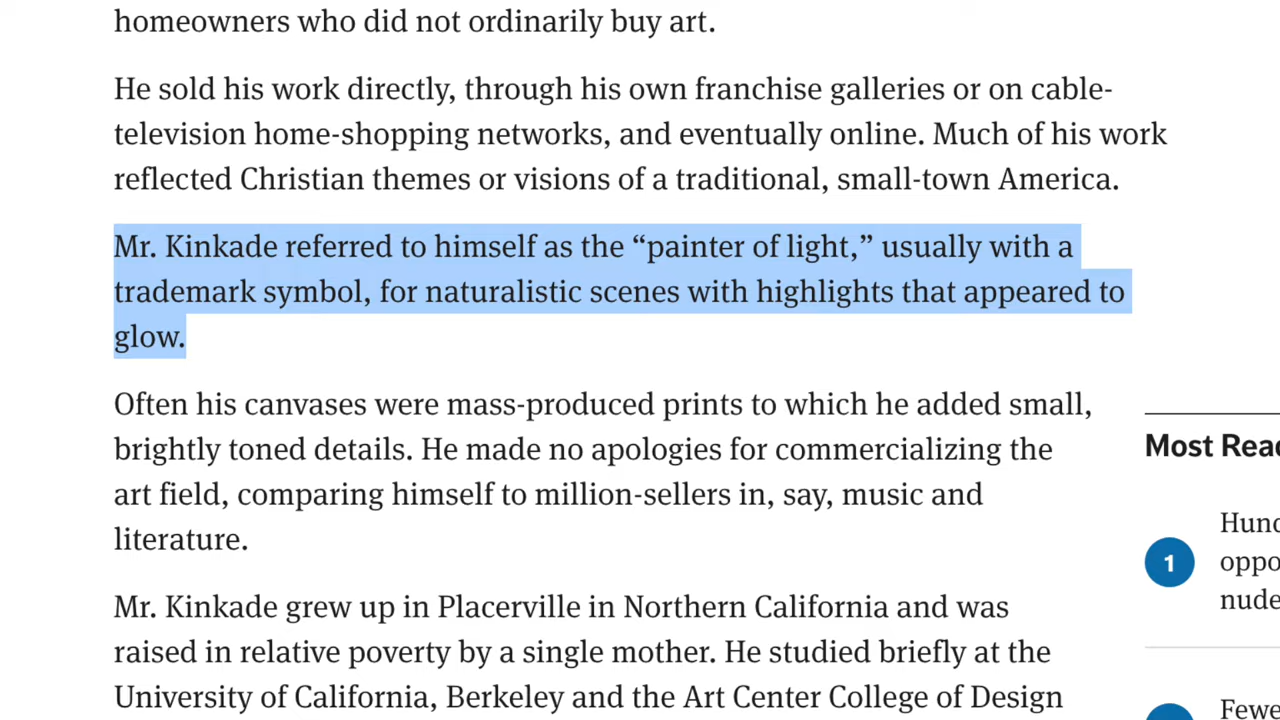 homeowners who did not ordinarily buy art.
He sold his work directly, through his own franchise galleries or on cable-
television home-shopping networks, and eventually online. Much of his work
reflected Christian themes or visions of a traditional, small-town America.
Mr. Kinkade referred to himself as the “painter of light,” usually with a
trademark symbol, for naturalistic scenes with highlights that appeared to
glow.
Often his canvases were mass-produced prints to which he added small,
brightly toned details. He made no apologies for commercializing the
art field, comparing himself to million-sellers in, say, music and
literature.
Mr. Kinkade grew up in Placerville in Northern California and was
raised in relative poverty by a single mother. He studied briefly at the
University of California, Berkeley and the Art Center College of Design
Most
1